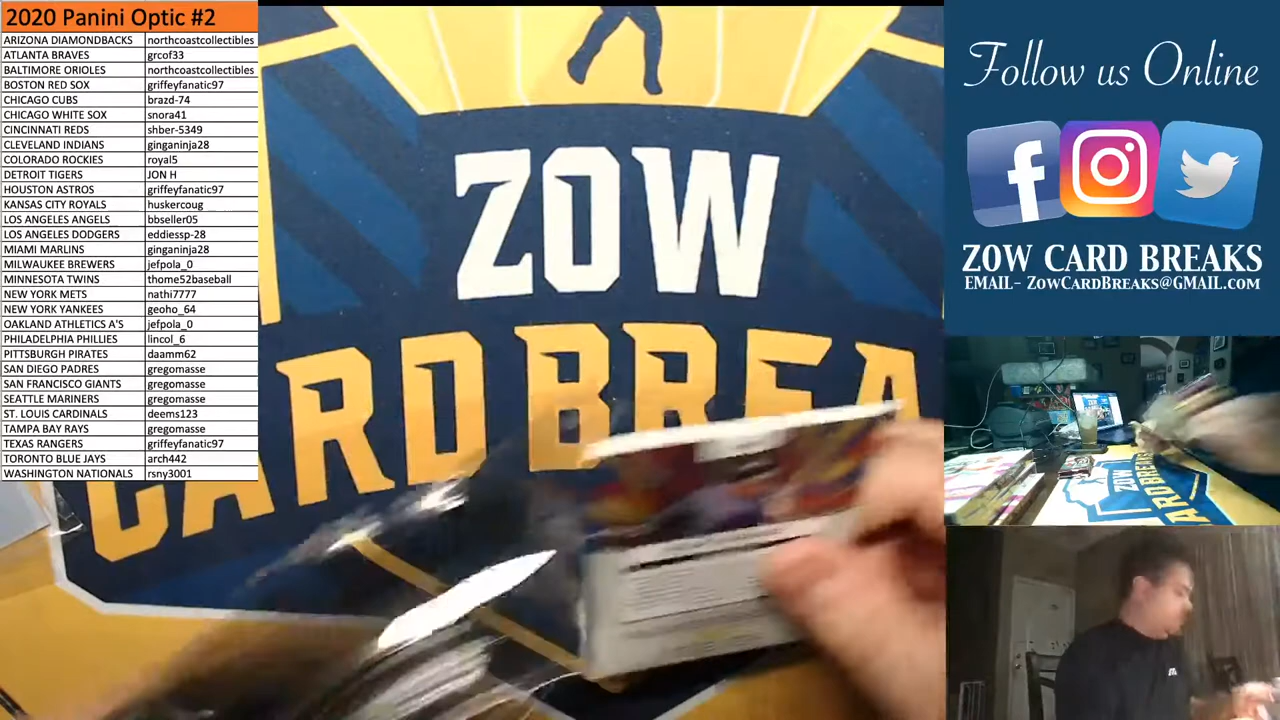 2020 Panini Optic #2
ARIZONA DIAMONDBACKS northcoastcollectibles
ATLANTA BRAVES grcof33
BALTIMORE ORIOLES northcoastcollectibles
BOSTON RED SOX griffeyfanatic97
CHICAGO CUBS brazd-74
CHICAGO WHITE SOX snora41
CINCINNATI REDS shber-5349
CLEVELAND INDIANS ginganinja28
COLORADO ROCKIES royal5
DETROIT TIGERS JON H
HOUSTON ASTROS griffeyfanatic97
KANSAS CITY ROYALS huskercoug
LOS ANGELES ANGELS bbseller05
LOS ANGELES DODGERS eddiessp-28
MIAMI MARLINS ginganinja28
MILWAUKEE BREWERS jefpola_0
MINNESOTA TWINS thome52baseball
NEW YORK METS nathi7777
NEW YORK YANKEES geoho_64
OAKLAND ATHLETICS A'S jefpola_0
PHILADELPHIA PHILLIES lincol_6
PITTSBURGH PIRATES daamm62
SAN DIEGO PADRES gregomasse
SAN FRANCISCO GIANTS gregomasse
SEATTLE MARINERS gregomasse
ST. LOUIS CARDINALS deems123
TAMPA BAY RAYS gregomasse
TEXAS RANGERS griffeyfanatic97
TORONTO BLUE JAYS arch442
WASHINGTON NATIONALS rsny3001
ZOW
CARD BREA
Follow us Online
ZOW CARD BREAKS
EMAIL- ZOWCARDBREAKS@GMAIL.COM
ZOW
ARDBREA